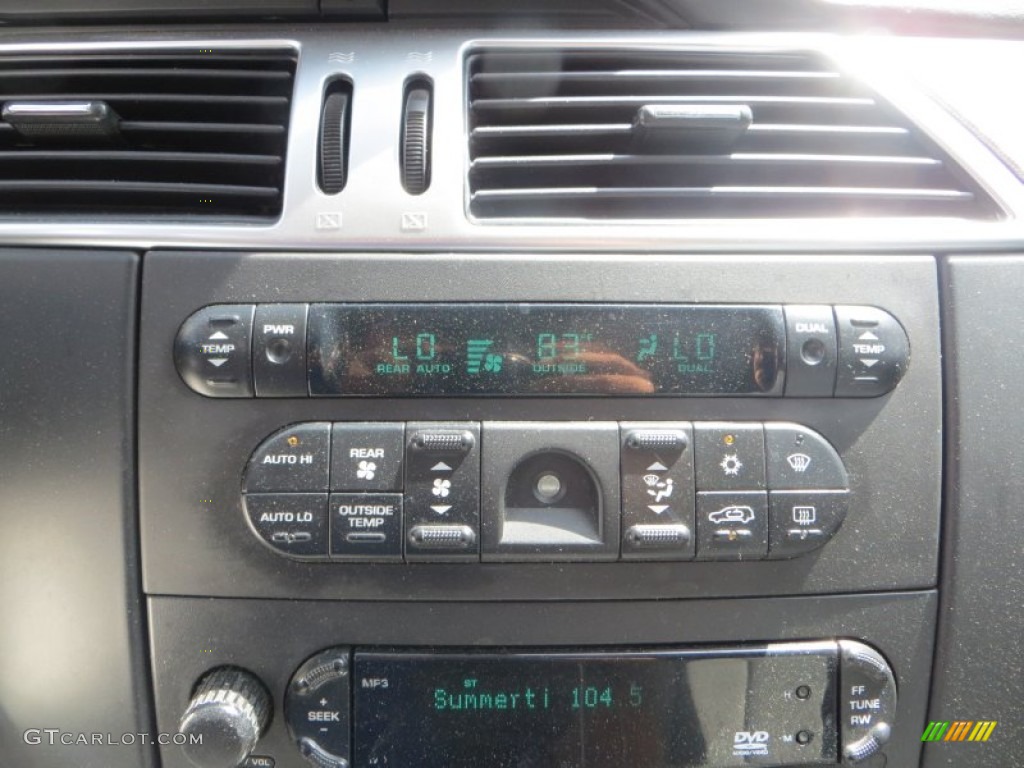 PWR
DUAL
TEMP
LO
83°
LO
TEMP
REAR AUTO
OUTSIDE
DUAL
AUTO HI
REAR
AUTO LO
OUTSIDE
TEMP
MP3
ST
+
SEEK
-
Summerti 104 5
H
M
FF
TUNE
RW
DVD
VOL
GTCARLOT.COM